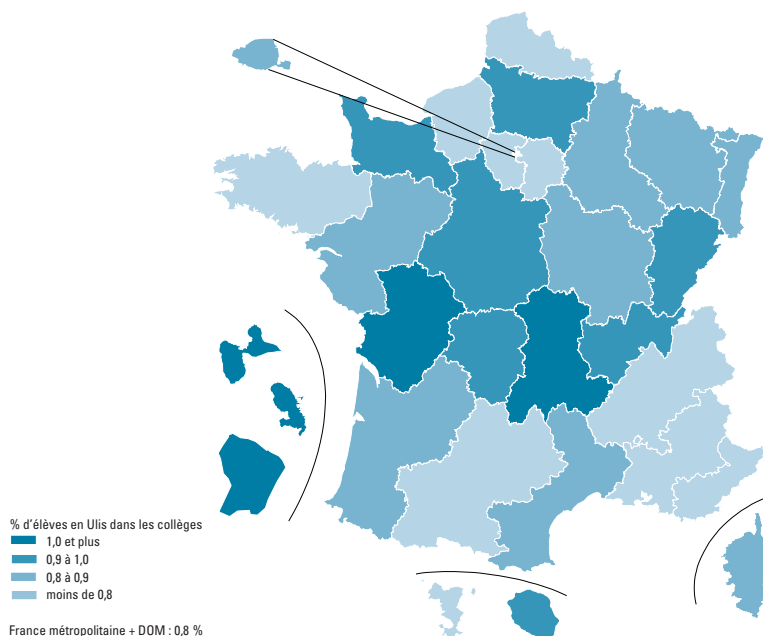 % d'élèves en Ulis dans les collèges
1,0 et plus
0,9 à 1,0
0,8 à 0,9
moins de 0,8
France métropolitaine + DOM : 0,8 %